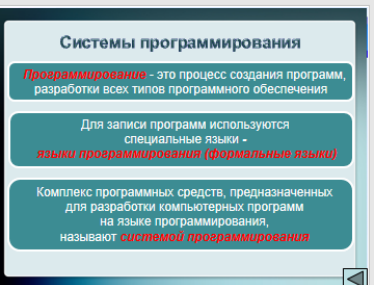 Системы программирования
Программирование - это процесс создания программ,
разработки всех типов программного обеспечения
Для записи программ используются
специальные языки -
языки программирования (формальные языки)
Комплекс программных средств, предназначенных
для разработки компьютерных программ
на языке программирования,
называют системой программирования